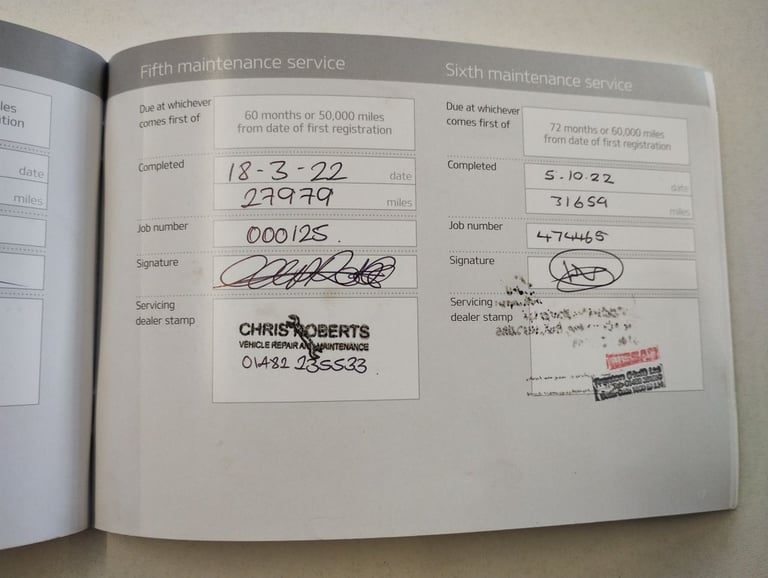 les
tion
date
miles
Fifth maintenance service
Due at whichever
comes first of
60 months or 50,000 miles
from date of first registration
Completed
18-3-22 date
27979 miles
Job number
000125.
Signature
Servicing
dealer stamp
CHRIS ROBERTS
VEHICLE REPAIR AND MAINTENANCE
01482 235533
Sixth maintenance service
Due at whichever
comes first of
72 months or 60,000 miles
from date of first registration
Completed
5.10.22 date
31659 miles
Job number
474465
Signature
Servicing
dealer stamp